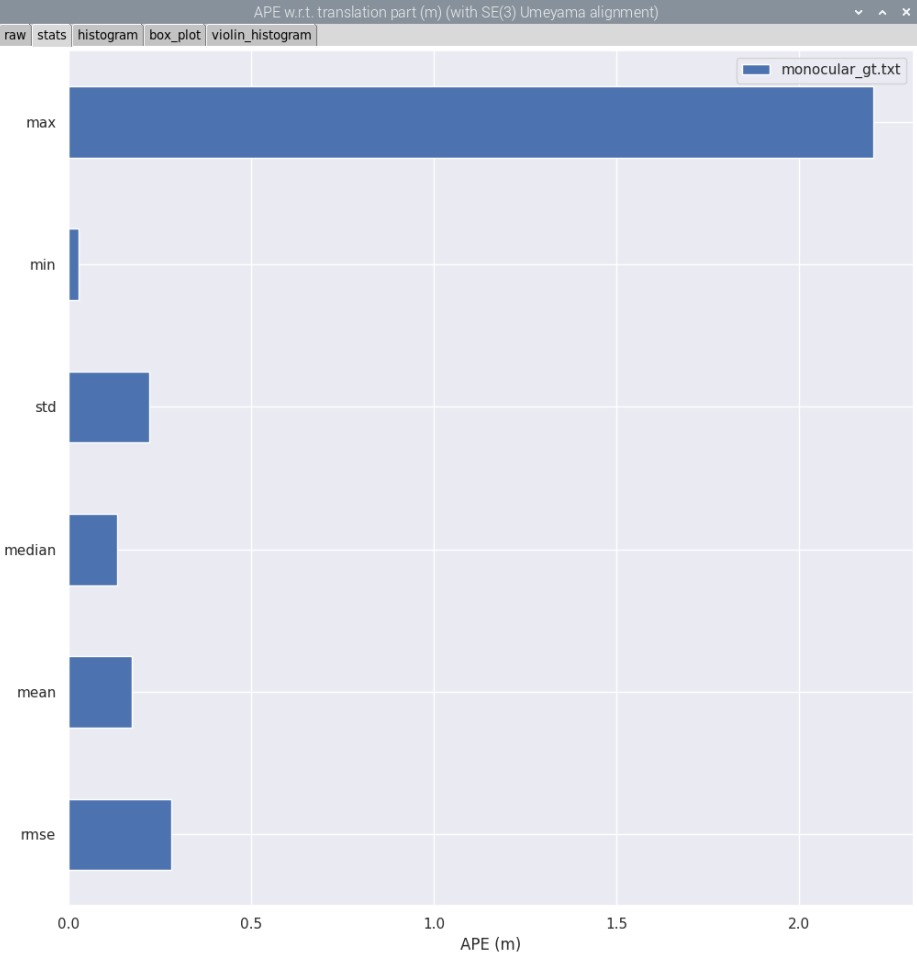 APE w.r.t. translation part (m) (with SE(3) Umeyama alignment)
raw stats histogram box_plot violin_histogram
monocular_gt.txt
max
min
std
median
mean
rmse
0.0 0.5 1.0 1.5 2.0
APE (m)